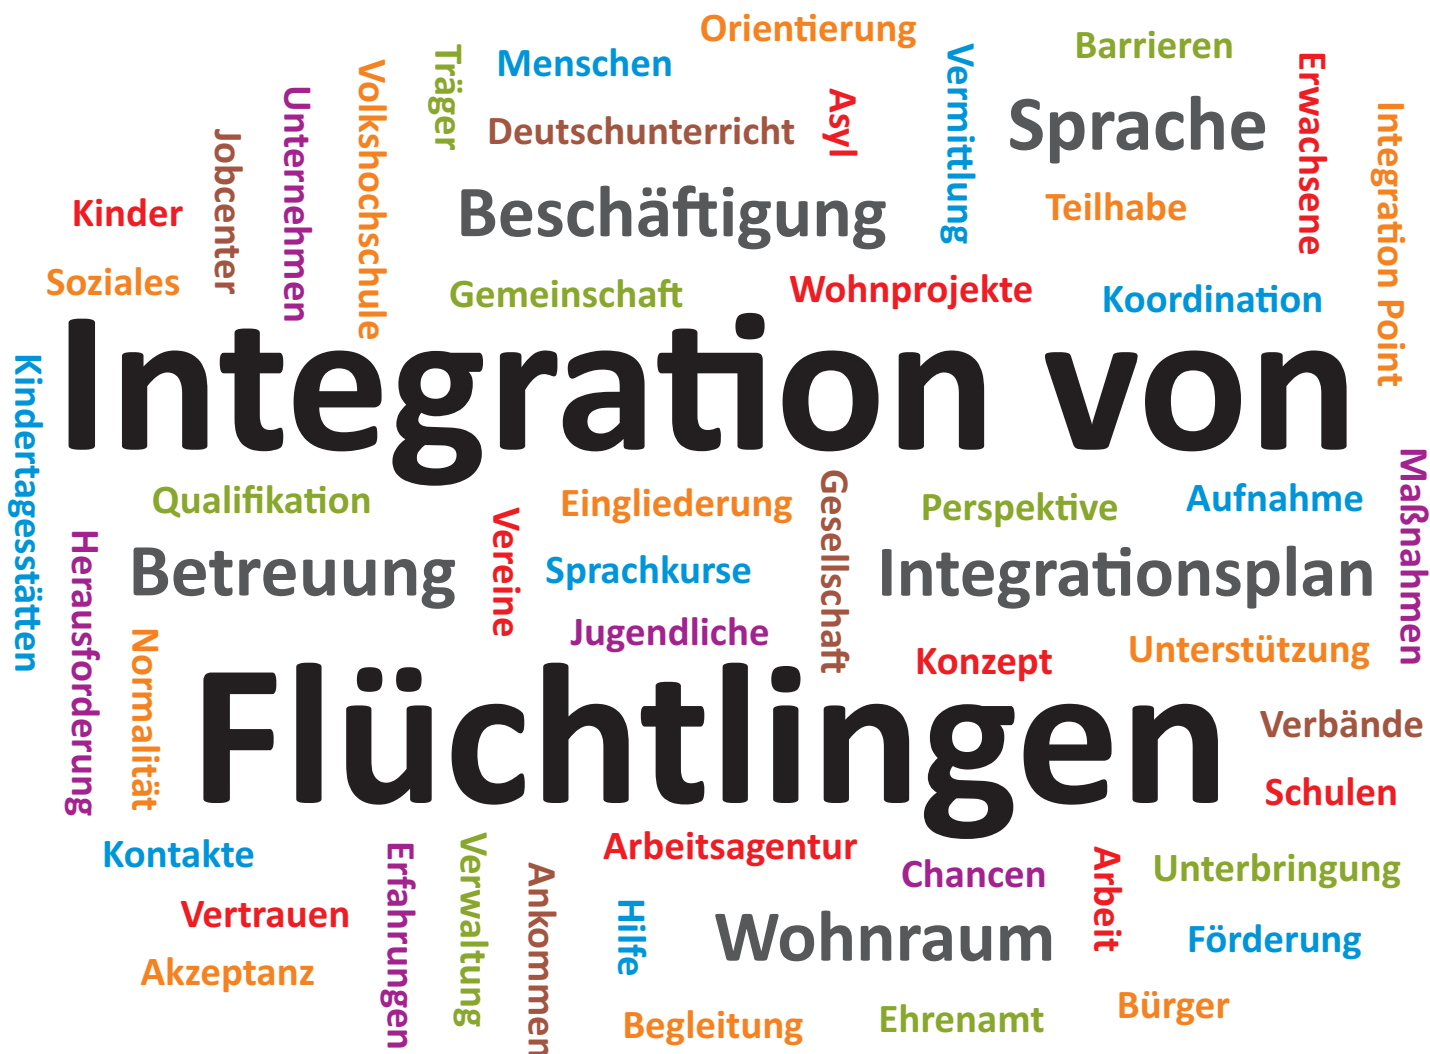 Orientierung
Menschen
Barrieren
Träger
Vermittlung
Erwachsene
Volkshochschule
Unternehmen
Asyl
Deutschunterricht
Sprache
Integration Point
Jobcenter
Kinder
Beschäftigung
Teilhabe
Soziales
Gemeinschaft
Wohnprojekte
Koordination
Integration von
Kindertagesstätten
Qualifikation
Eingliederung
Gesellschaft
Perspektive
Aufnahme
Maßnahmen
Vereine
Herausforderung
Betreuung
Sprachkurse
Integrationsplan
Jugendliche
Normalität
Konzept
Unterstützung
Flüchtlingen
Verbände
Schulen
Kontakte
Erfahrungen
Verwaltung
Arbeitsagentur
Chancen
Arbeit
Unterbringung
Ankommen
Vertrauen
Hilfe
Wohnraum
Förderung
Akzeptanz
Begleitung
Ehrenamt
Bürger